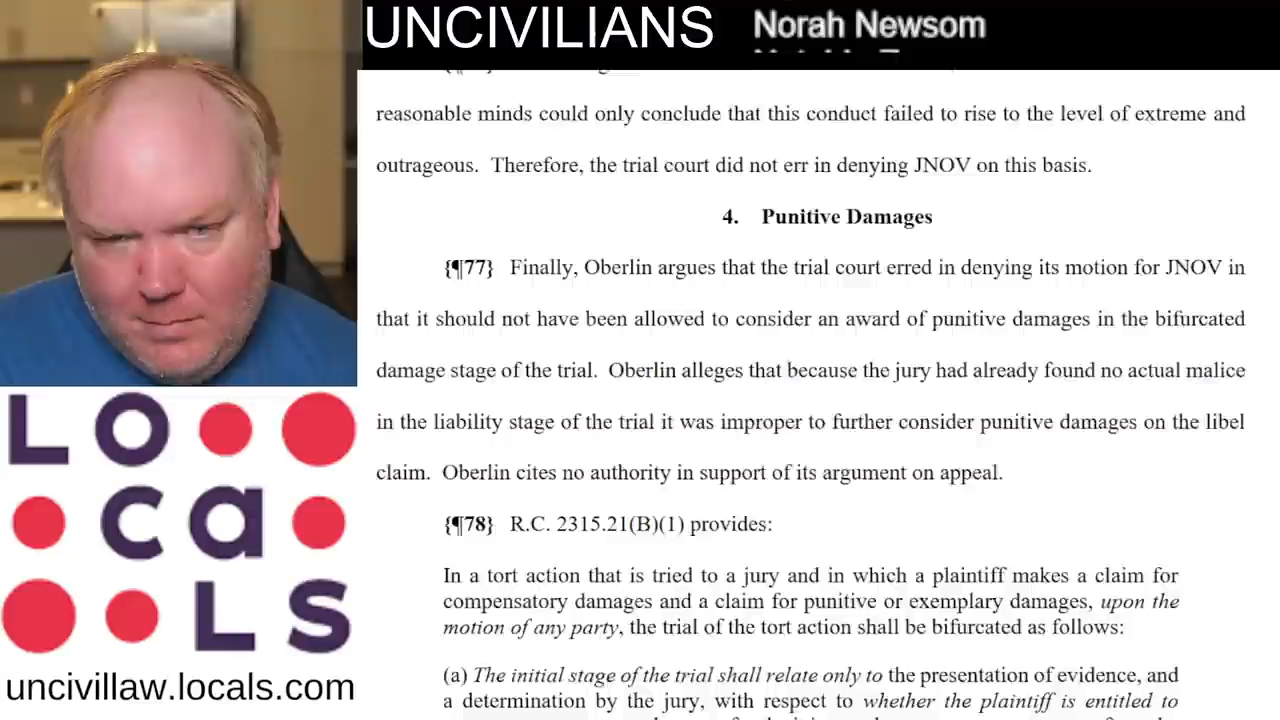 UNCIVILIANS
Norah Newsom
reasonable minds could only conclude that this conduct failed to rise to the level of extreme and
outrageous.  Therefore, the trial court did not err in denying JNOV on this basis.
4. Punitive Damages
{¶77} Finally, Oberlin argues that the trial court erred in denying its motion for JNOV in
that it should not have been allowed to consider an award of punitive damages in the bifurcated
damage stage of the trial.  Oberlin alleges that because the jury had already found no actual malice
in the liability stage of the trial it was improper to further consider punitive damages on the libel
claim.  Oberlin cites no authority in support of its argument on appeal.
{¶78} R.C. 2315.21(B)(1) provides:
In a tort action that is tried to a jury and in which a plaintiff makes a claim for
compensatory damages and a claim for punitive or exemplary damages, upon the
motion of any party, the trial of the tort action shall be bifurcated as follows:
(a) The initial stage of the trial shall relate only to the presentation of evidence, and
a determination by the jury, with respect to whether the plaintiff is entitled to
LOcaLS
uncivillaw.locals.com